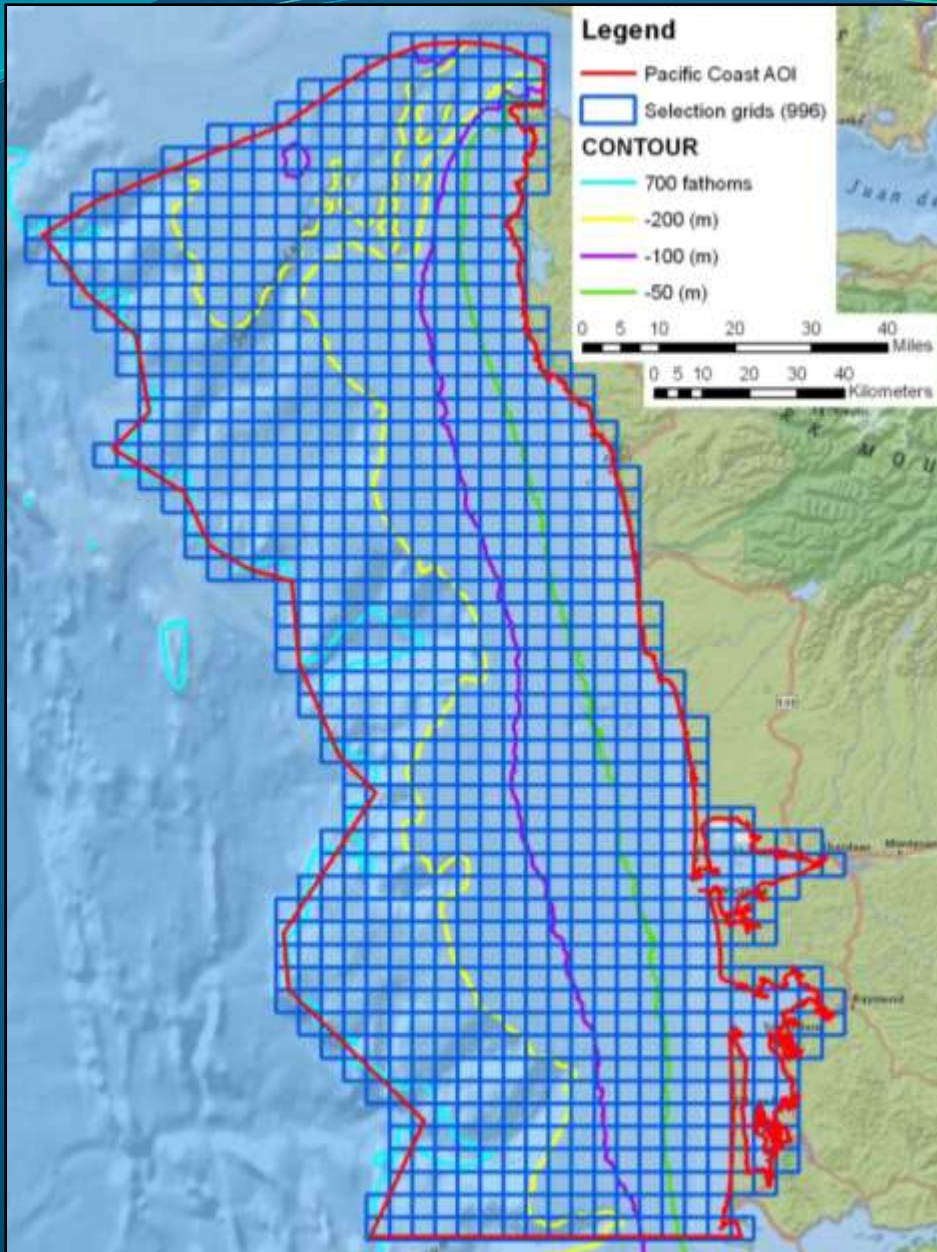 Legend
Pacific Coast AOI
Selection grids (996)
CONTOUR
700 fathoms
-200 (m)
-100 (m)
-50 (m)
0 5 10 20 30 40
Miles
0 5 10 20 30 40
Kilometers
Juan de
M O U
101
Raymond